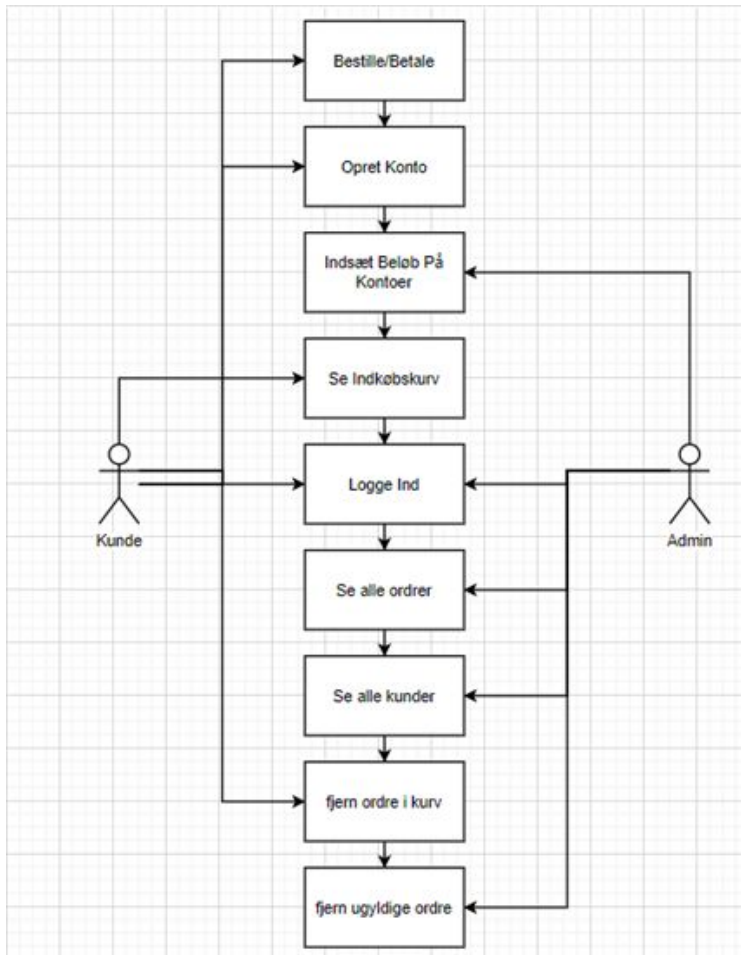 Bestille/Betale
Opret Konto
Indsæt Beløb På
Kontoer
Se Indkøbskurv
Logge Ind
Kunde
Admin
Se alle ordrer
Se alle kunder
fjern ordre i kurv
fjern ugyldige ordre